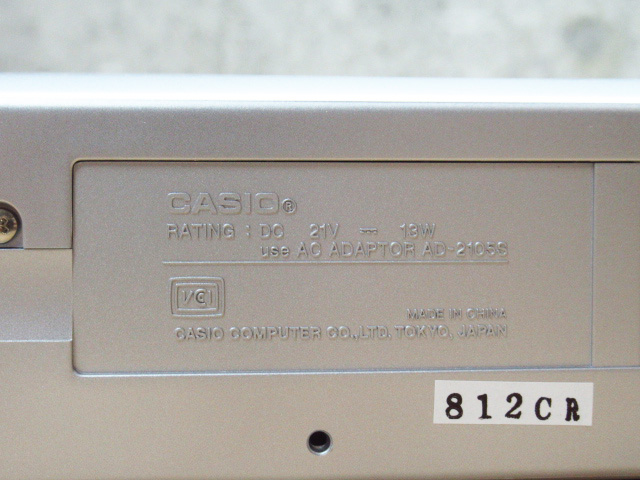 CASIO®
RATING : DC 21V ⎓ 13W
use AC ADAPTOR AD-2105S
VCI
MADE IN CHINA
CASIO COMPUTER CO.,LTD. TOKYO, JAPAN
812CR